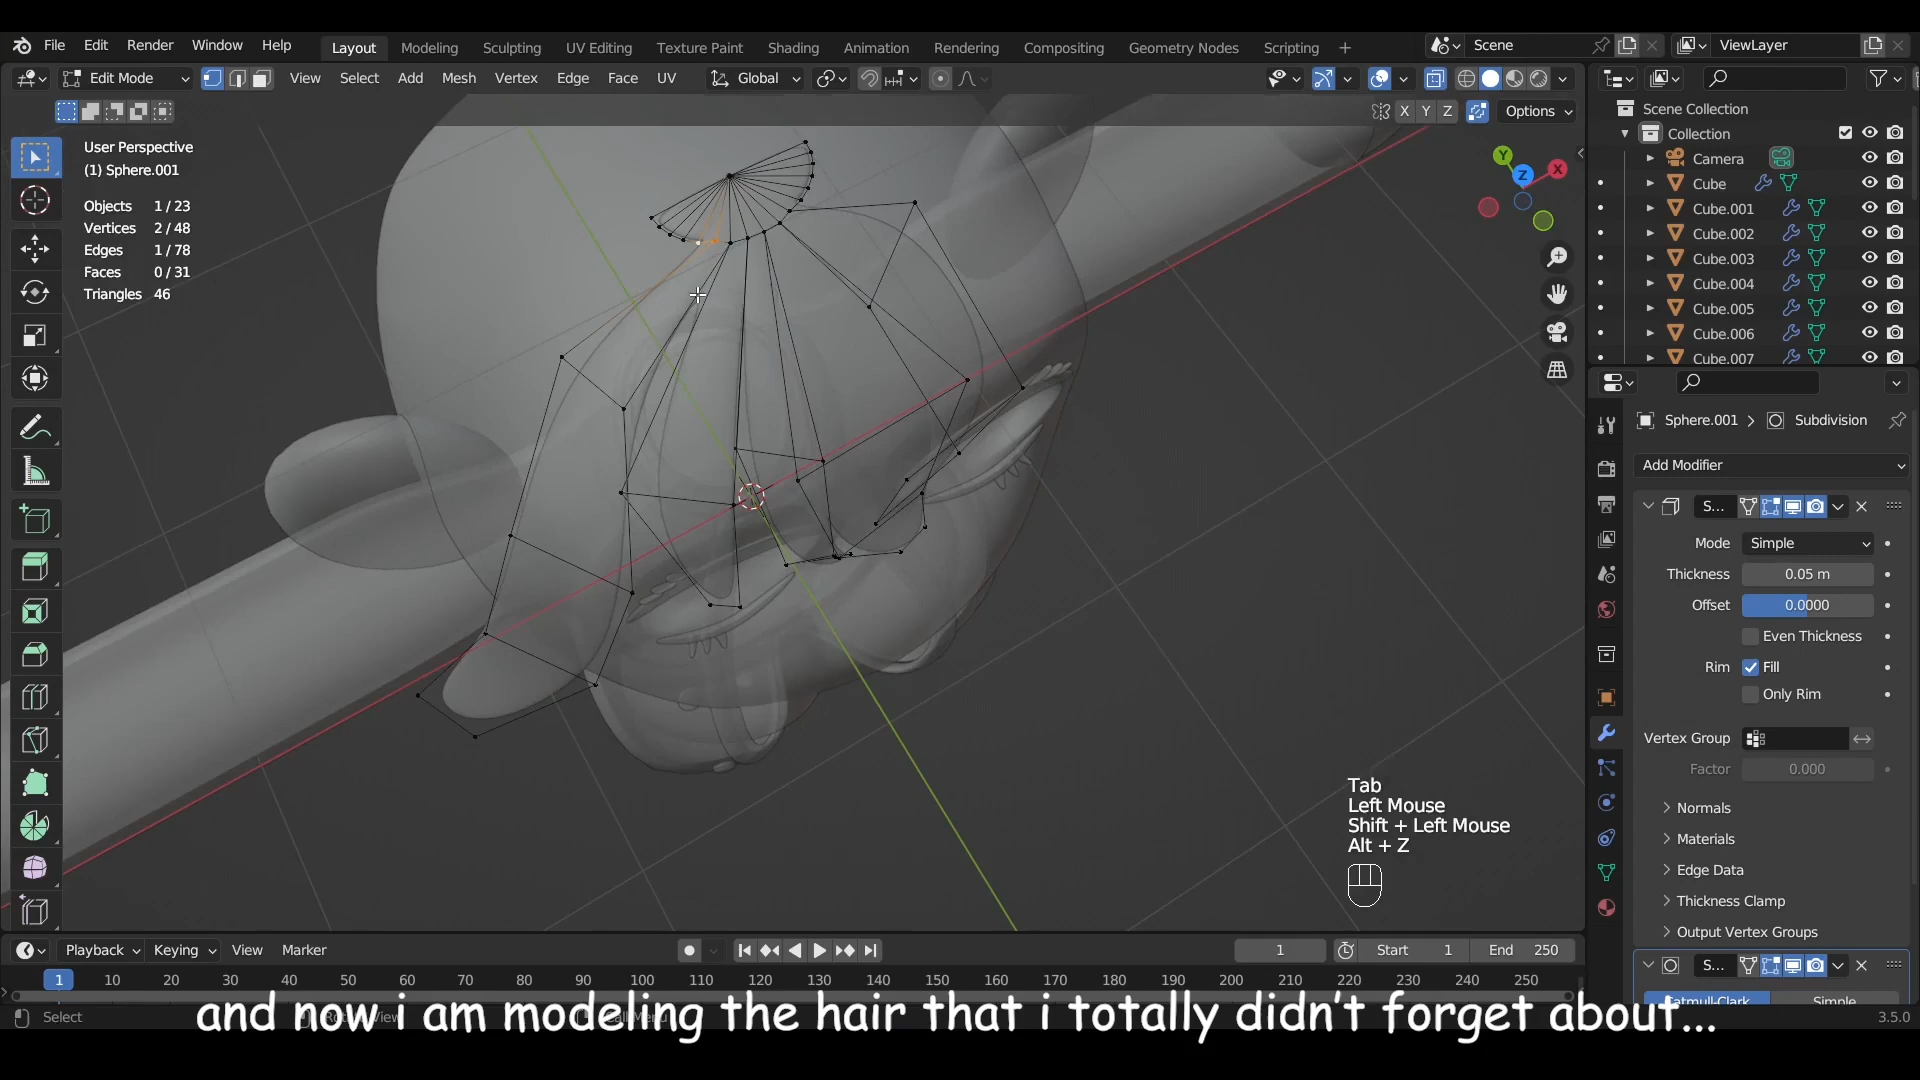 File Edit Render Window Help Layout Modeling Sculpting UV Editing Texture Paint Shading Animation Rendering Compositing Geometry Nodes Scripting + Scene ViewLayer
Edit Mode View Select Add Mesh Vertex Edge Face UV Global
X Y Z Options
User Perspective
(1) Sphere.001
Objects 1/23
Vertices 2/48
Edges 1/78
Faces 0/31
Triangles 46
Y X Z
Tab
Left Mouse
Shift + Left Mouse
Alt + Z
Scene Collection
Collection
Camera
Cube
Cube.001
Cube.002
Cube.003
Cube.004
Cube.005
Cube.006
Cube.007
Sphere.001 > Subdivision
Add Modifier
S...
Mode Simple
Thickness 0.05 m
Offset 0.0000
Even Thickness
Rim Fill
Only Rim
Vertex Group
Factor 0.000
Normals
Materials
Edge Data
Thickness Clamp
Output Vertex Groups
S...
Catmull-Clark Simple
Playback Keying View Marker 1 Start 1 End 250
1 10 20 30 40 50 60 70 80 90 100 110 120 130 140 150 160 170 180 190 200 210 220 230 240 250
and now i am modeling the hair that i totally didn't forget about...
Select 3.5.0